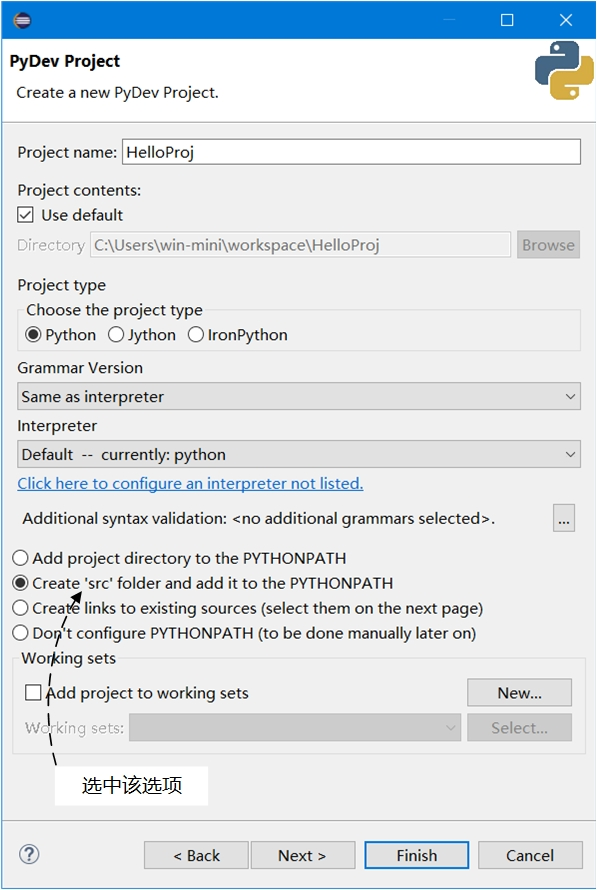 PyDev Project
Create a new PyDev Project.
Project name: HelloProj
Project contents:
Use default
Directory C:\Users\win-mini\workspace\HelloProj Browse
Project type
Choose the project type
Python Jython IronPython
Grammar Version
Same as interpreter
Interpreter
Default -- currently: python
Click here to configure an interpreter not listed.
Additional syntax validation: <no additional grammars selected>. ...
Add project directory to the PYTHONPATH
Create 'src' folder and add it to the PYTHONPATH
Create links to existing sources (select them on the next page)
Don't configure PYTHONPATH (to be done manually later on)
Working sets
Add project to working sets New...
Working sets: Select...
选中该选项
? < Back Next > Finish Cancel